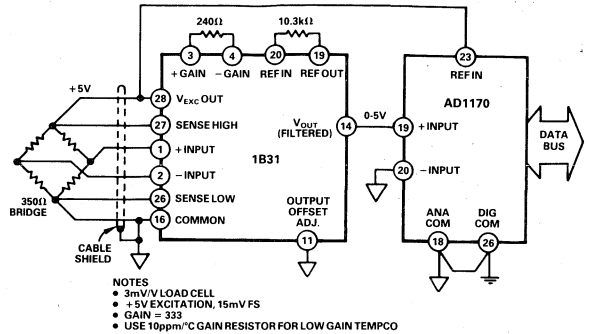 240Ω 10.3kΩ
3 4 20 19 23
+GAIN −GAIN REF IN REF OUT REF IN
+5V
28 VEXC OUT
27 SENSE HIGH
1 +INPUT
2 −INPUT
26 SENSE LOW
16 COMMON
350Ω
BRIDGE
CABLE
SHIELD
1B31
VOUT
(FILTERED)
14
0-5V
OUTPUT
OFFSET
ADJ.
11
AD1170
19 +INPUT
20 −INPUT
DATA
BUS
ANA
COM
DIG
COM
18 26
NOTES
● 3mV/V LOAD CELL
● +5V EXCITATION, 15mV FS
● GAIN = 333
● USE 10ppm/°C GAIN RESISTOR FOR LOW GAIN TEMPCO